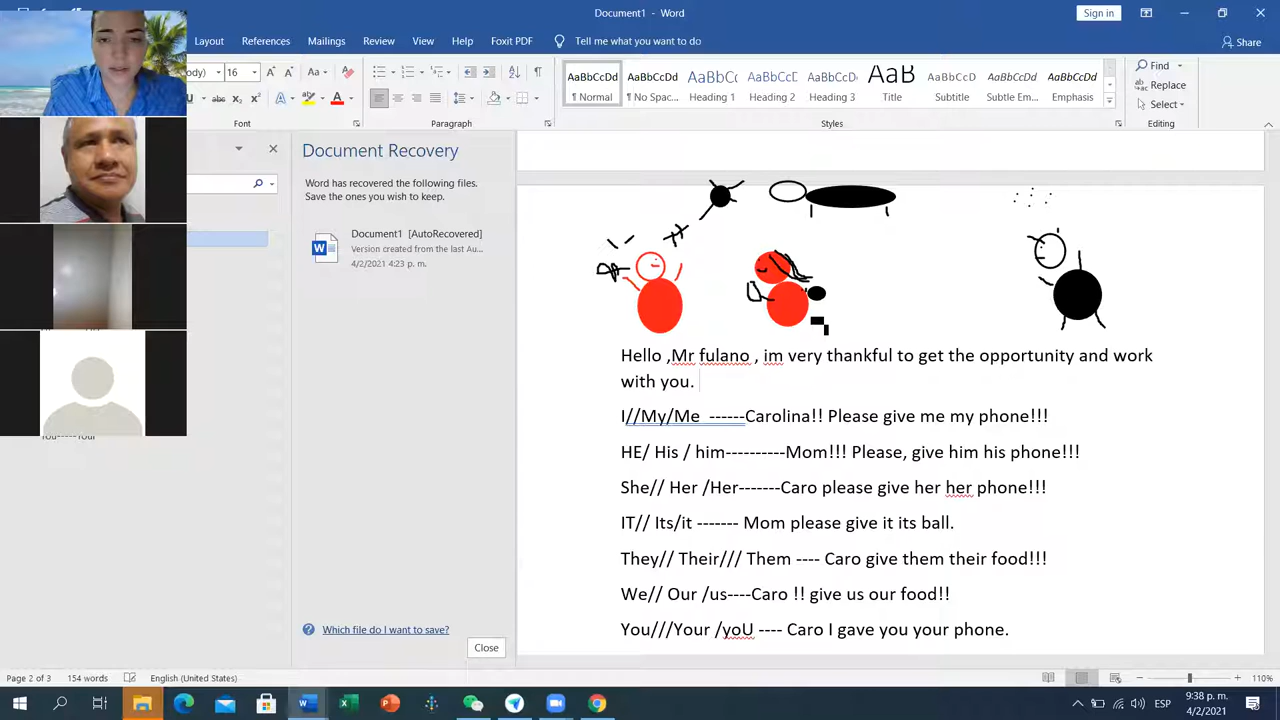 Document1 - Word
Sign in
Layout References Mailings Review View Help Foxit PDF Tell me what you want to do
Share
16
Aa
AaBbCcDd
¶ Normal
AaBbCcDd
¶ No Spac...
Heading 1
Heading 2
Heading 3
AaB
Title
AaBbCcD
Subtitle
AaBbCcDd
Subtle Em...
AaBbCcDd
Emphasis
Find
Replace
Select
Font
Paragraph
Styles
Editing
Document Recovery
Word has recovered the following files.
Save the ones you wish to keep.
Document1 [AutoRecovered]
Version created from the last Au...
4/2/2021 4:23 p. m.
Which file do I want to save?
Close
Hello ,Mr fulano , im very thankful to get the opportunity and work
with you.
I//My/Me ------Carolina!! Please give me my phone!!!
HE/ His / him----------Mom!!! Please, give him his phone!!!
She// Her /Her-------Caro please give her her phone!!!
IT// Its/it ------- Mom please give it its ball.
They// Their/// Them ---- Caro give them their food!!!
We// Our /us----Caro !! give us our food!!
You///Your /yoU ---- Caro I gave you your phone.
Page 2 of 3 154 words English (United States)
110%
ESP
9:38 p. m.
4/2/2021